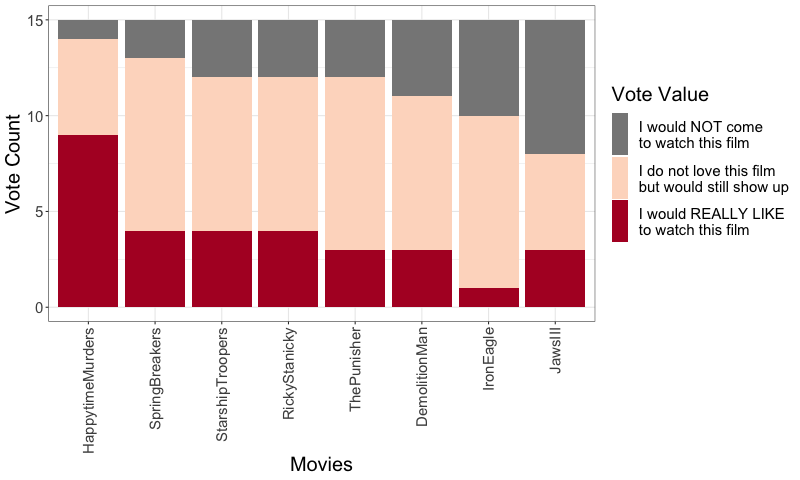 15
10
5
0
Vote Count
HappytimeMurders
SpringBreakers
StarshipTroopers
RickyStanicky
ThePunisher
DemolitionMan
IronEagle
JawsIII
Movies
Vote Value
I would NOT come
to watch this film
I do not love this film
but would still show up
I would REALLY LIKE
to watch this film